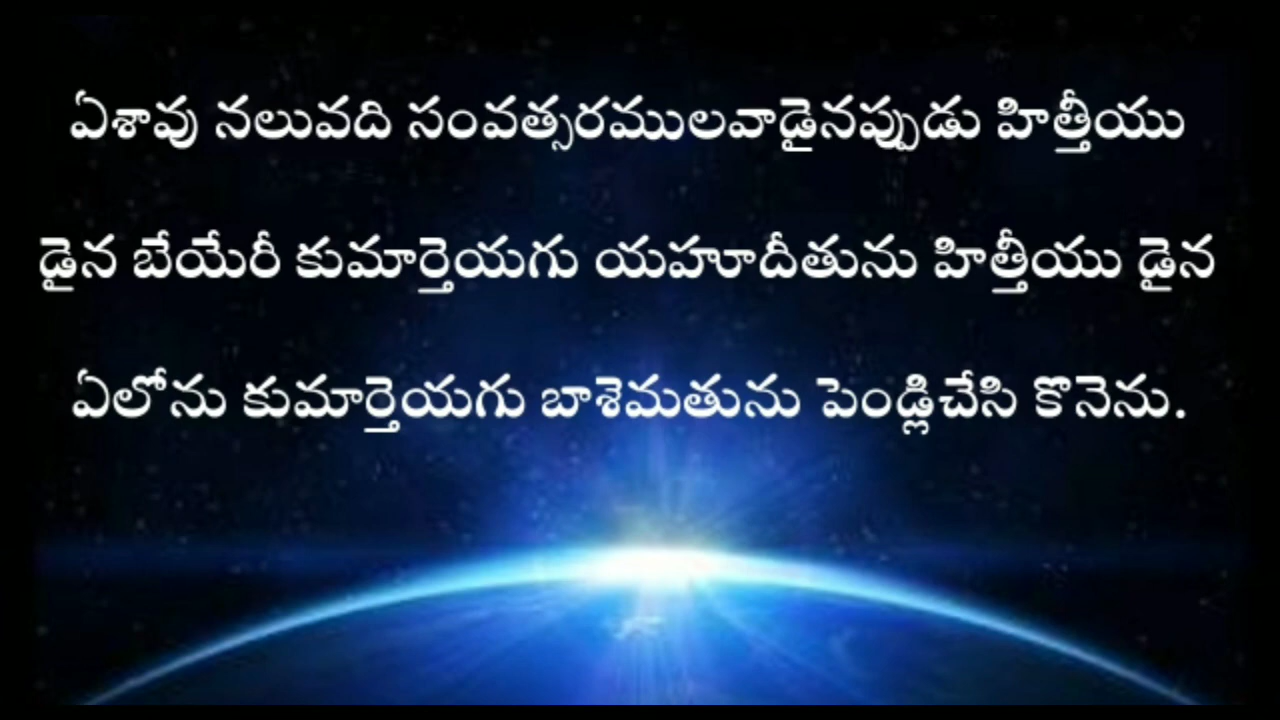 ఏశావు నలువది సంవత్సరములవాడైనప్పుడు హిత్తీయు
డైన బేయేరీ కుమార్తెయగు యహూదీతును హిత్తీయు డైన
ఏలోను కుమార్తెయగు బాశెమతును పెండ్లిచేసి కొనెను.